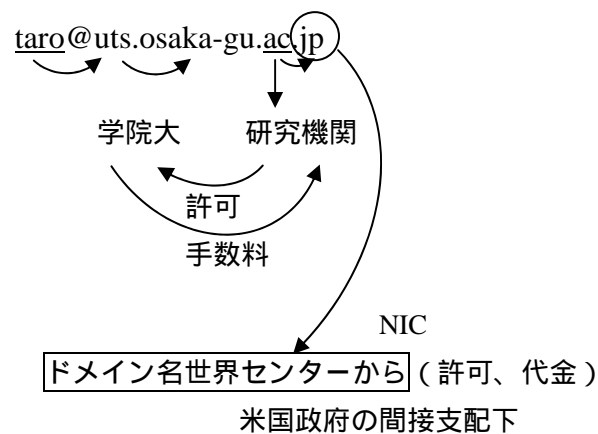 taro@uts.osaka-gu.ac.jp
学院大 研究機関
許可
手数料
NIC
ドメイン名世界センターから(許可、代金)
米国政府の間接支配下